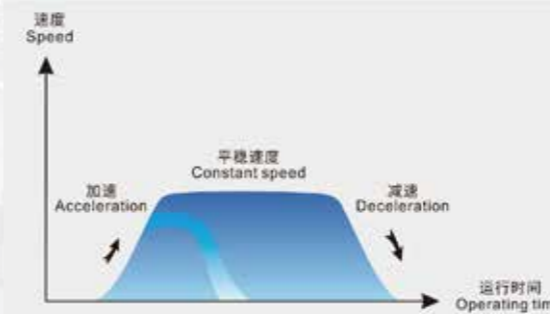 速度
Speed
平稳速度
Constant speed
加速
Acceleration
减速
Deceleration
运行时间
Operating